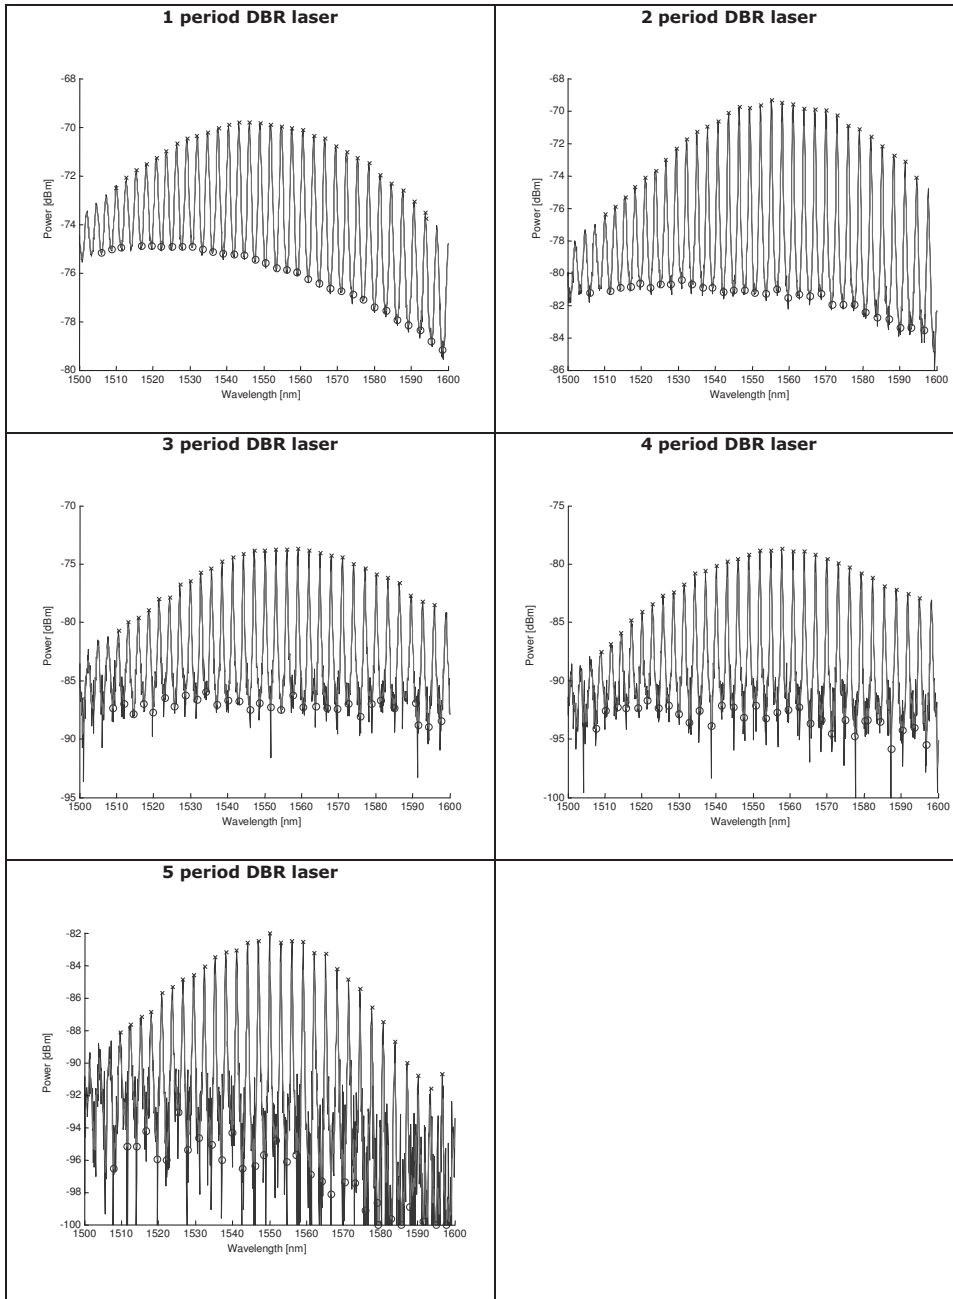 1 period DBR laser
2 period DBR laser
-68
-70
-72
-74
-76
-78
-80
Power [dBm]
1500 1510 1520 1530 1540 1550 1560 1570 1580 1590 1600
Wavelength [nm]
-68
-70
-72
-74
-76
-78
-80
-82
-84
-86
Power [dBm]
1500 1510 1520 1530 1540 1550 1560 1570 1580 1590 1600
Wavelength [nm]
3 period DBR laser
4 period DBR laser
-70
-75
-80
-85
-90
-95
Power [dBm]
1500 1510 1520 1530 1540 1550 1560 1570 1580 1590 1600
Wavelength [nm]
-75
-80
-85
-90
-95
-100
Power [dBm]
1500 1510 1520 1530 1540 1550 1560 1570 1580 1590 1600
Wavelength [nm]
5 period DBR laser
-82
-84
-86
-88
-90
-92
-94
-96
-98
-100
Power [dBm]
1500 1510 1520 1530 1540 1550 1560 1570 1580 1590 1600
Wavelength [nm]